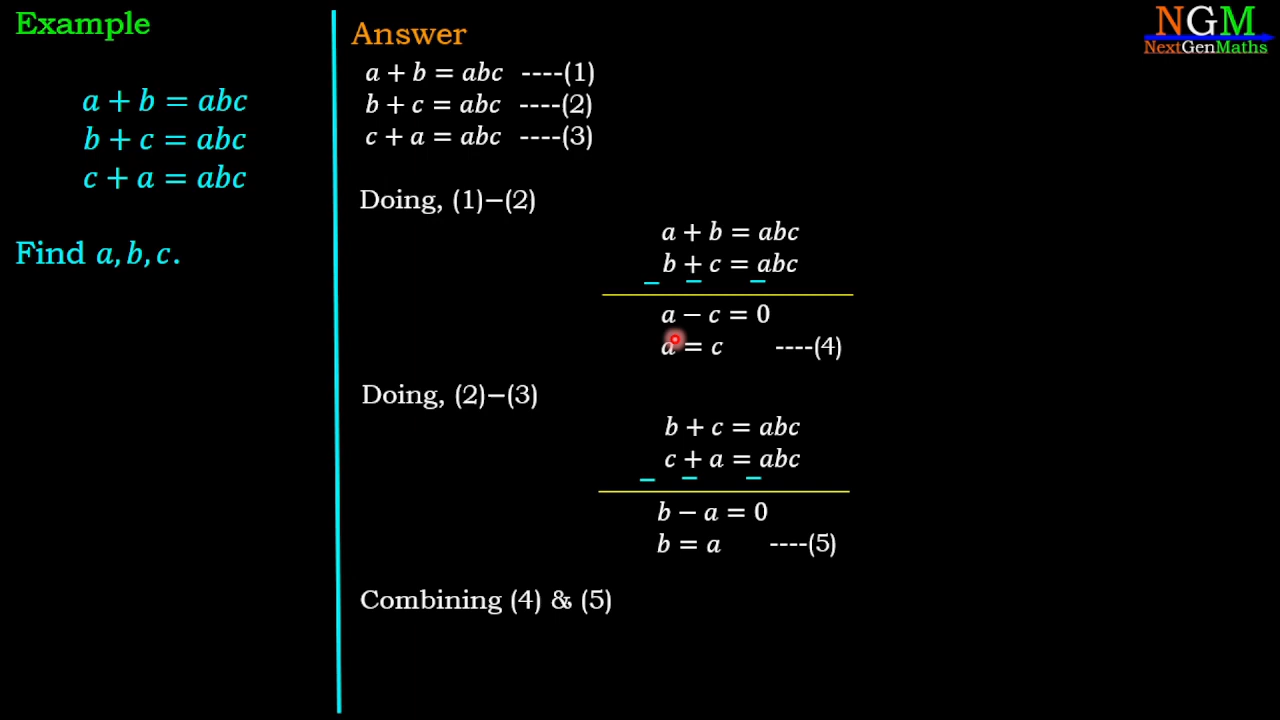 Example
a + b = abc
b + c = abc
c + a = abc
Find a, b, c.
Answer
a + b = abc ----(1)
b + c = abc ----(2)
c + a = abc ----(3)
Doing, (1)−(2)
a + b = abc
b + c = abc
− − −
a − c = 0
a = c ----(4)
Doing, (2)−(3)
b + c = abc
c + a = abc
− − −
b − a = 0
b = a ----(5)
Combining (4) & (5)
NGM
NextGenMaths